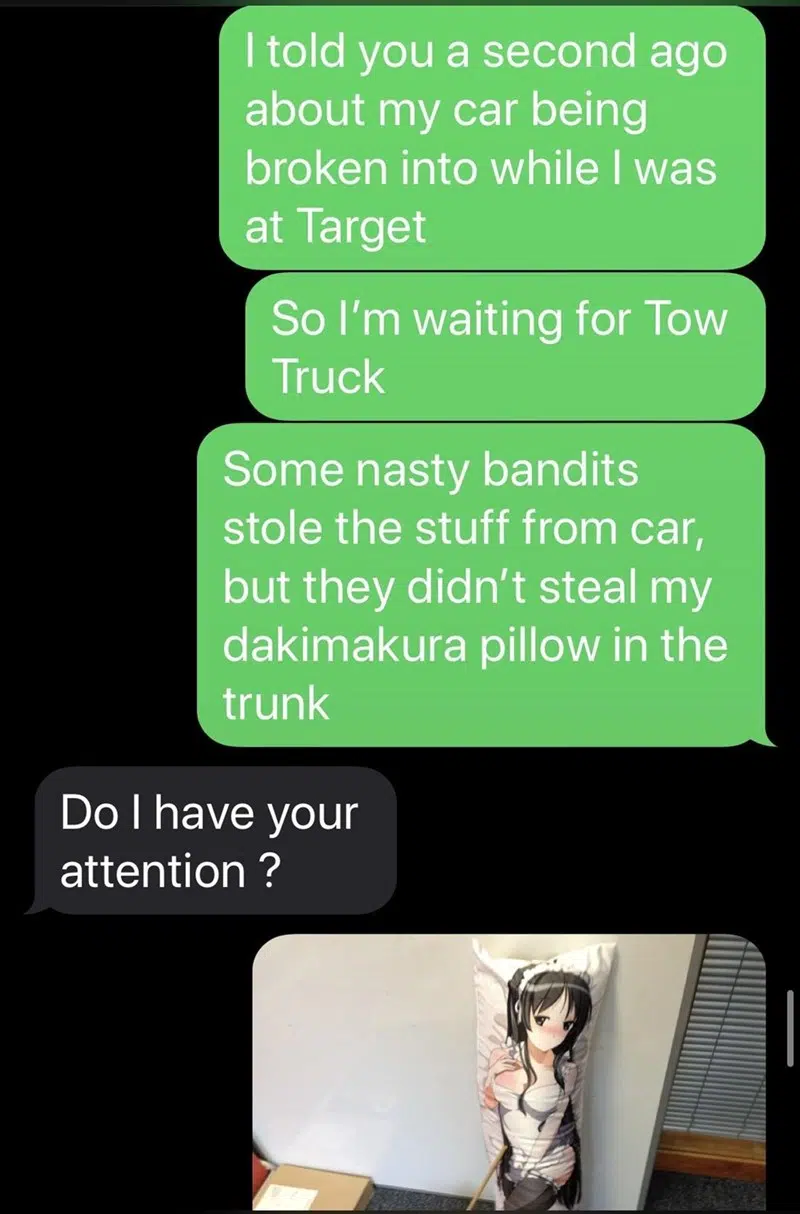 I told you a second ago
about my car being
broken into while I was
at Target
So I’m waiting for Tow
Truck
Some nasty bandits
stole the stuff from car,
but they didn’t steal my
dakimakura pillow in the
trunk
Do I have your
attention ?